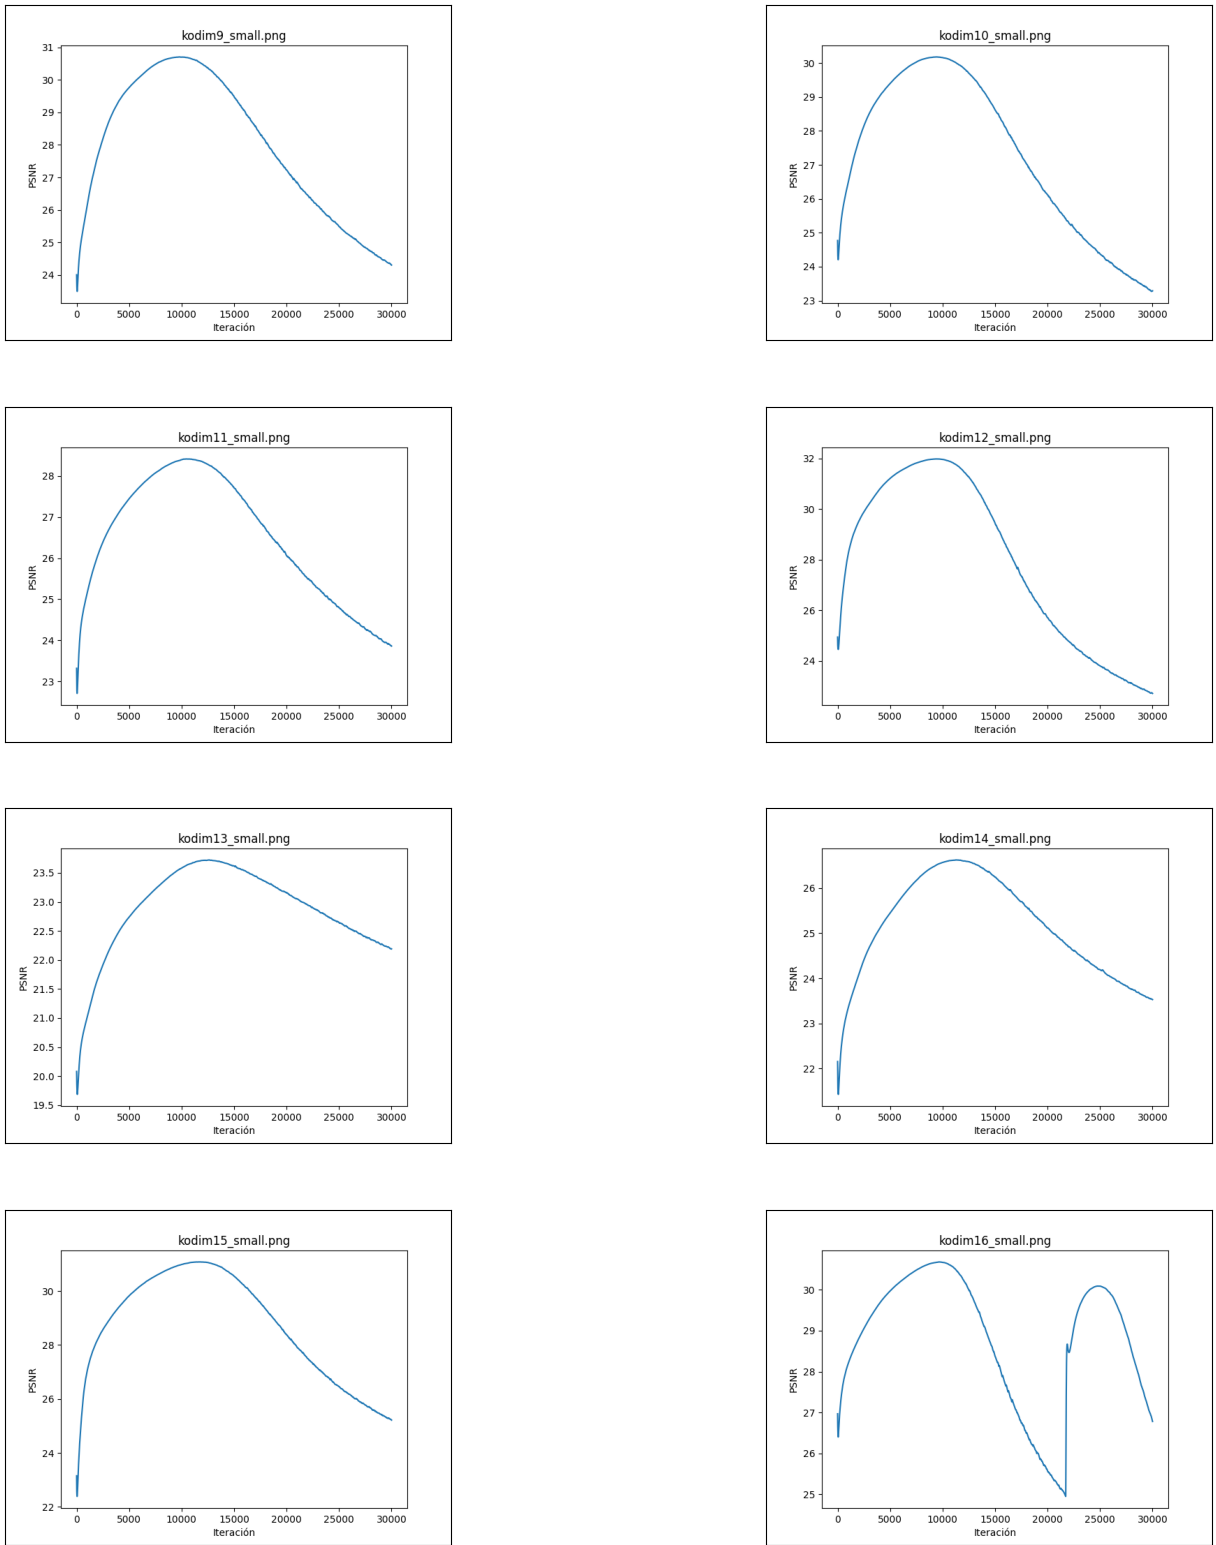 kodim9_small.png
31
30
29
28
27
26
25
24
PSNR
0 5000 10000 15000 20000 25000 30000
Iteración
kodim10_small.png
30
29
28
27
26
25
24
23
PSNR
0 5000 10000 15000 20000 25000 30000
Iteración
kodim11_small.png
28
27
26
25
24
23
PSNR
0 5000 10000 15000 20000 25000 30000
Iteración
kodim12_small.png
32
30
28
26
24
PSNR
0 5000 10000 15000 20000 25000 30000
Iteración
kodim13_small.png
23.5
23.0
22.5
22.0
21.5
21.0
20.5
20.0
19.5
PSNR
0 5000 10000 15000 20000 25000 30000
Iteración
kodim14_small.png
26
25
24
23
22
PSNR
0 5000 10000 15000 20000 25000 30000
Iteración
kodim15_small.png
30
28
26
24
22
PSNR
0 5000 10000 15000 20000 25000 30000
Iteración
kodim16_small.png
30
29
28
27
26
25
PSNR
0 5000 10000 15000 20000 25000 30000
Iteración